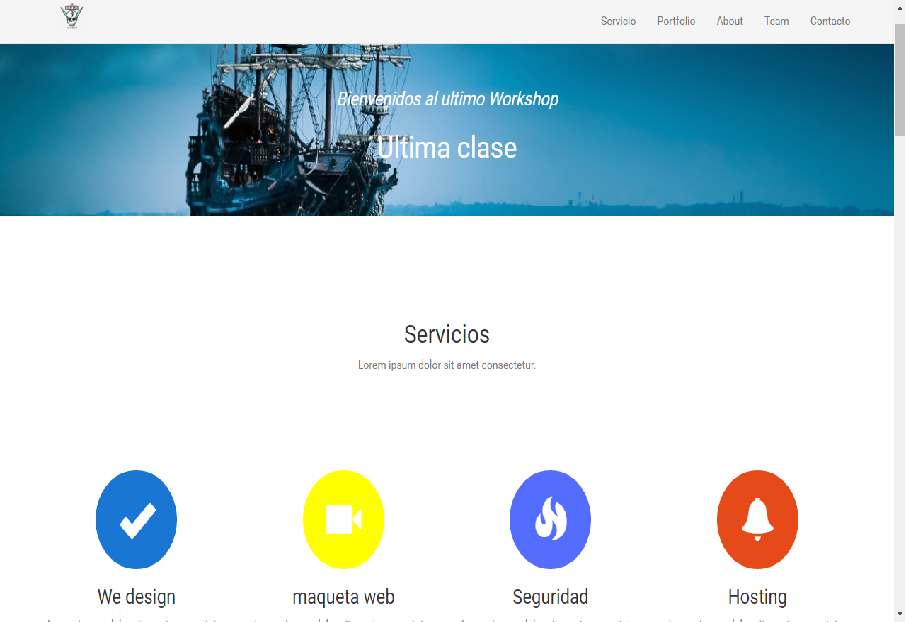 Servicio Portfolio About Team Contacto
Bienvenidos al ultimo Workshop
Ultima clase
Servicios
Lorem ipsum dolor sit amet consectetur.
We design
maqueta web
Seguridad
Hosting